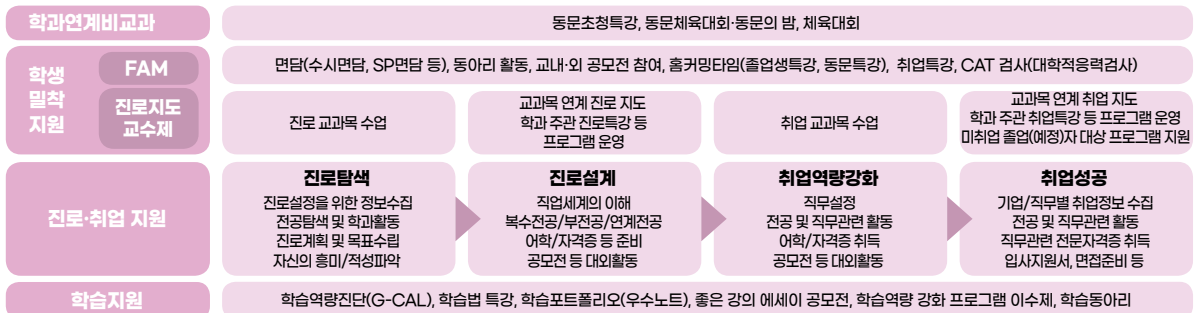 학과연계비교과
동문초청특강, 동문체육대회·동문의 밤, 체육대회
학생
밀착
지원
FAM
면담(수시면담, SP면담 등), 동아리 활동, 교내·외 공모전 참여, 홈커밍타임(졸업생특강, 동문특강), 취업특강, CAT 검사(대학적응력검사)
진로지도
교수제
진로 교과목 수업
교과목 연계 진로 지도
학과 주관 진로특강 등
프로그램 운영
취업 교과목 수업
교과목 연계 취업 지도
학과 주관 취업특강 등 프로그램 운영
미취업 졸업(예정)자 대상 프로그램 지원
진로·취업 지원
진로탐색
진로설정을 위한 정보수집
전공탐색 및 학과활동
진로계획 및 목표수립
자신의 흥미/적성파악
진로설계
직업세계의 이해
복수전공/부전공/연계전공
어학/자격증 등 준비
공모전 등 대외활동
취업역량강화
직무설정
전공 및 직무관련 활동
어학/자격증 취득
공모전 등 대외활동
취업성공
기업/직무별 취업정보 수집
전공 및 직무관련 활동
직무관련 전문자격증 취득
입사지원서, 면접준비 등
학습지원
학습역량진단(G-CAL), 학습법 특강, 학습포트폴리오(우수노트), 좋은 강의 에세이 공모전, 학습역량 강화 프로그램 이수제, 학습동아리